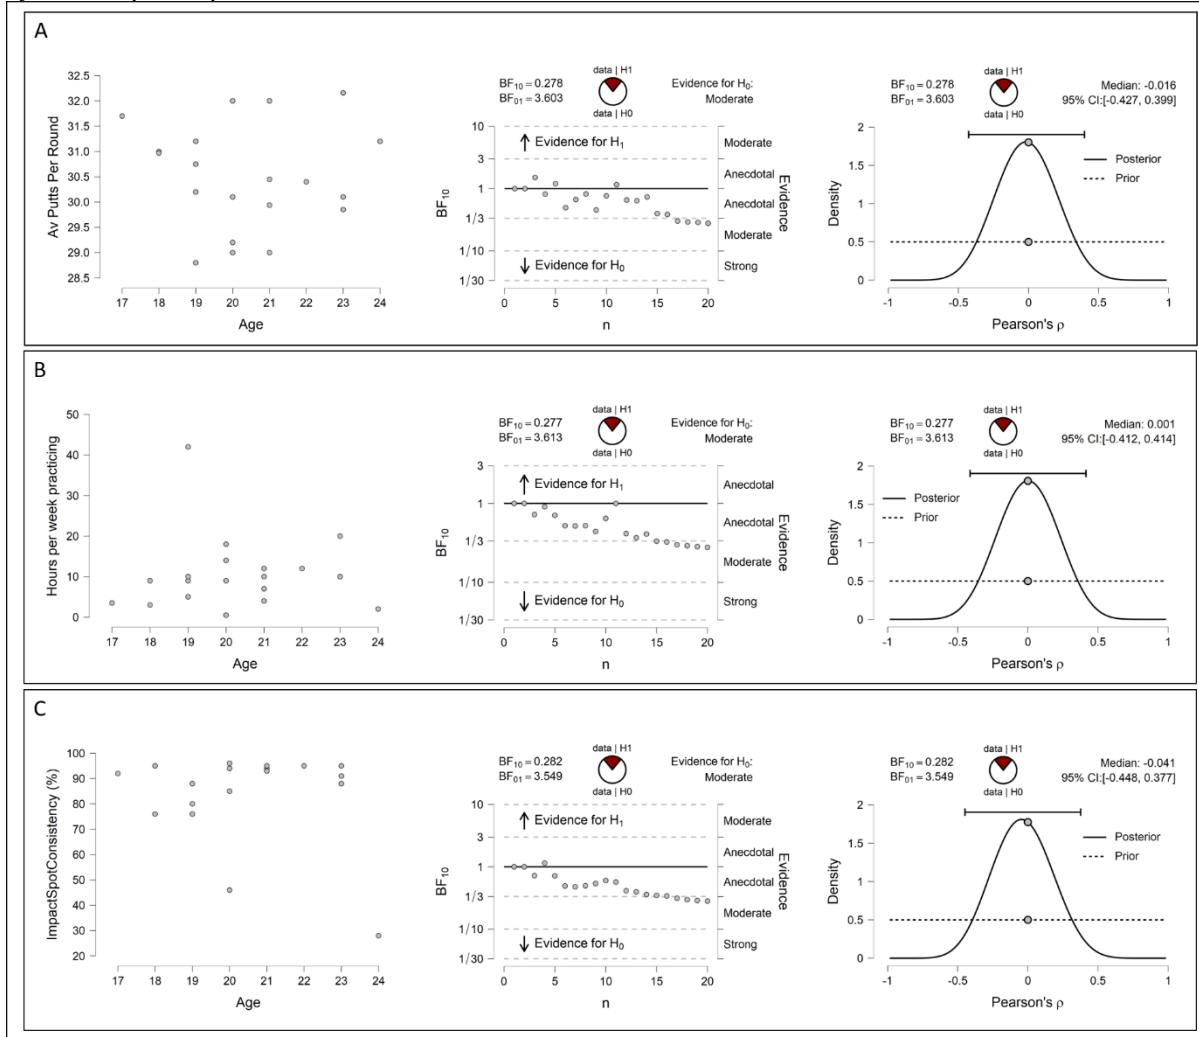 A
32.5
32.0
31.5
31.0
30.5
30.0
29.5
29.0
28.5
Av Putts Per Round
17 18 19 20 21 22 23 24
Age
BF10 = 0.278
BF01 = 3.603
data | H1
data | H0
Evidence for H0:
Moderate
10
3
1
1/3
1/10
1/30
BF10
↑ Evidence for H1
↓ Evidence for H0
Moderate
Anecdotal
Anecdotal
Moderate
Strong
Evidence
0 5 10 15 20
n
BF10 = 0.278
BF01 = 3.603
data | H1
data | H0
Median: -0.016
95% CI:[-0.427, 0.399]
2
1.5
1
0.5
0
Density
Posterior
Prior
-1 -0.5 0 0.5 1
Pearson's ρ
B
50
40
30
20
10
0
Hours per week practicing
17 18 19 20 21 22 23 24
Age
BF10 = 0.277
BF01 = 3.613
data | H1
data | H0
Evidence for H0:
Moderate
3
1
1/3
1/10
1/30
BF10
↑ Evidence for H1
↓ Evidence for H0
Anecdotal
Anecdotal
Moderate
Strong
Evidence
0 5 10 15 20
n
BF10 = 0.277
BF01 = 3.613
data | H1
data | H0
Median: 0.001
95% CI:[-0.412, 0.414]
2
1.5
1
0.5
0
Density
Posterior
Prior
-1 -0.5 0 0.5 1
Pearson's ρ
C
100
90
80
70
60
50
40
30
20
ImpactSpotConsistency (%)
17 18 19 20 21 22 23 24
Age
BF10 = 0.282
BF01 = 3.549
data | H1
data | H0
Evidence for H0:
Moderate
10
3
1
1/3
1/10
1/30
BF10
↑ Evidence for H1
↓ Evidence for H0
Moderate
Anecdotal
Anecdotal
Moderate
Strong
Evidence
0 5 10 15 20
n
BF10 = 0.282
BF01 = 3.549
data | H1
data | H0
Median: -0.041
95% CI:[-0.448, 0.377]
2
1.5
1
0.5
0
Density
Posterior
Prior
-1 -0.5 0 0.5 1
Pearson's ρ